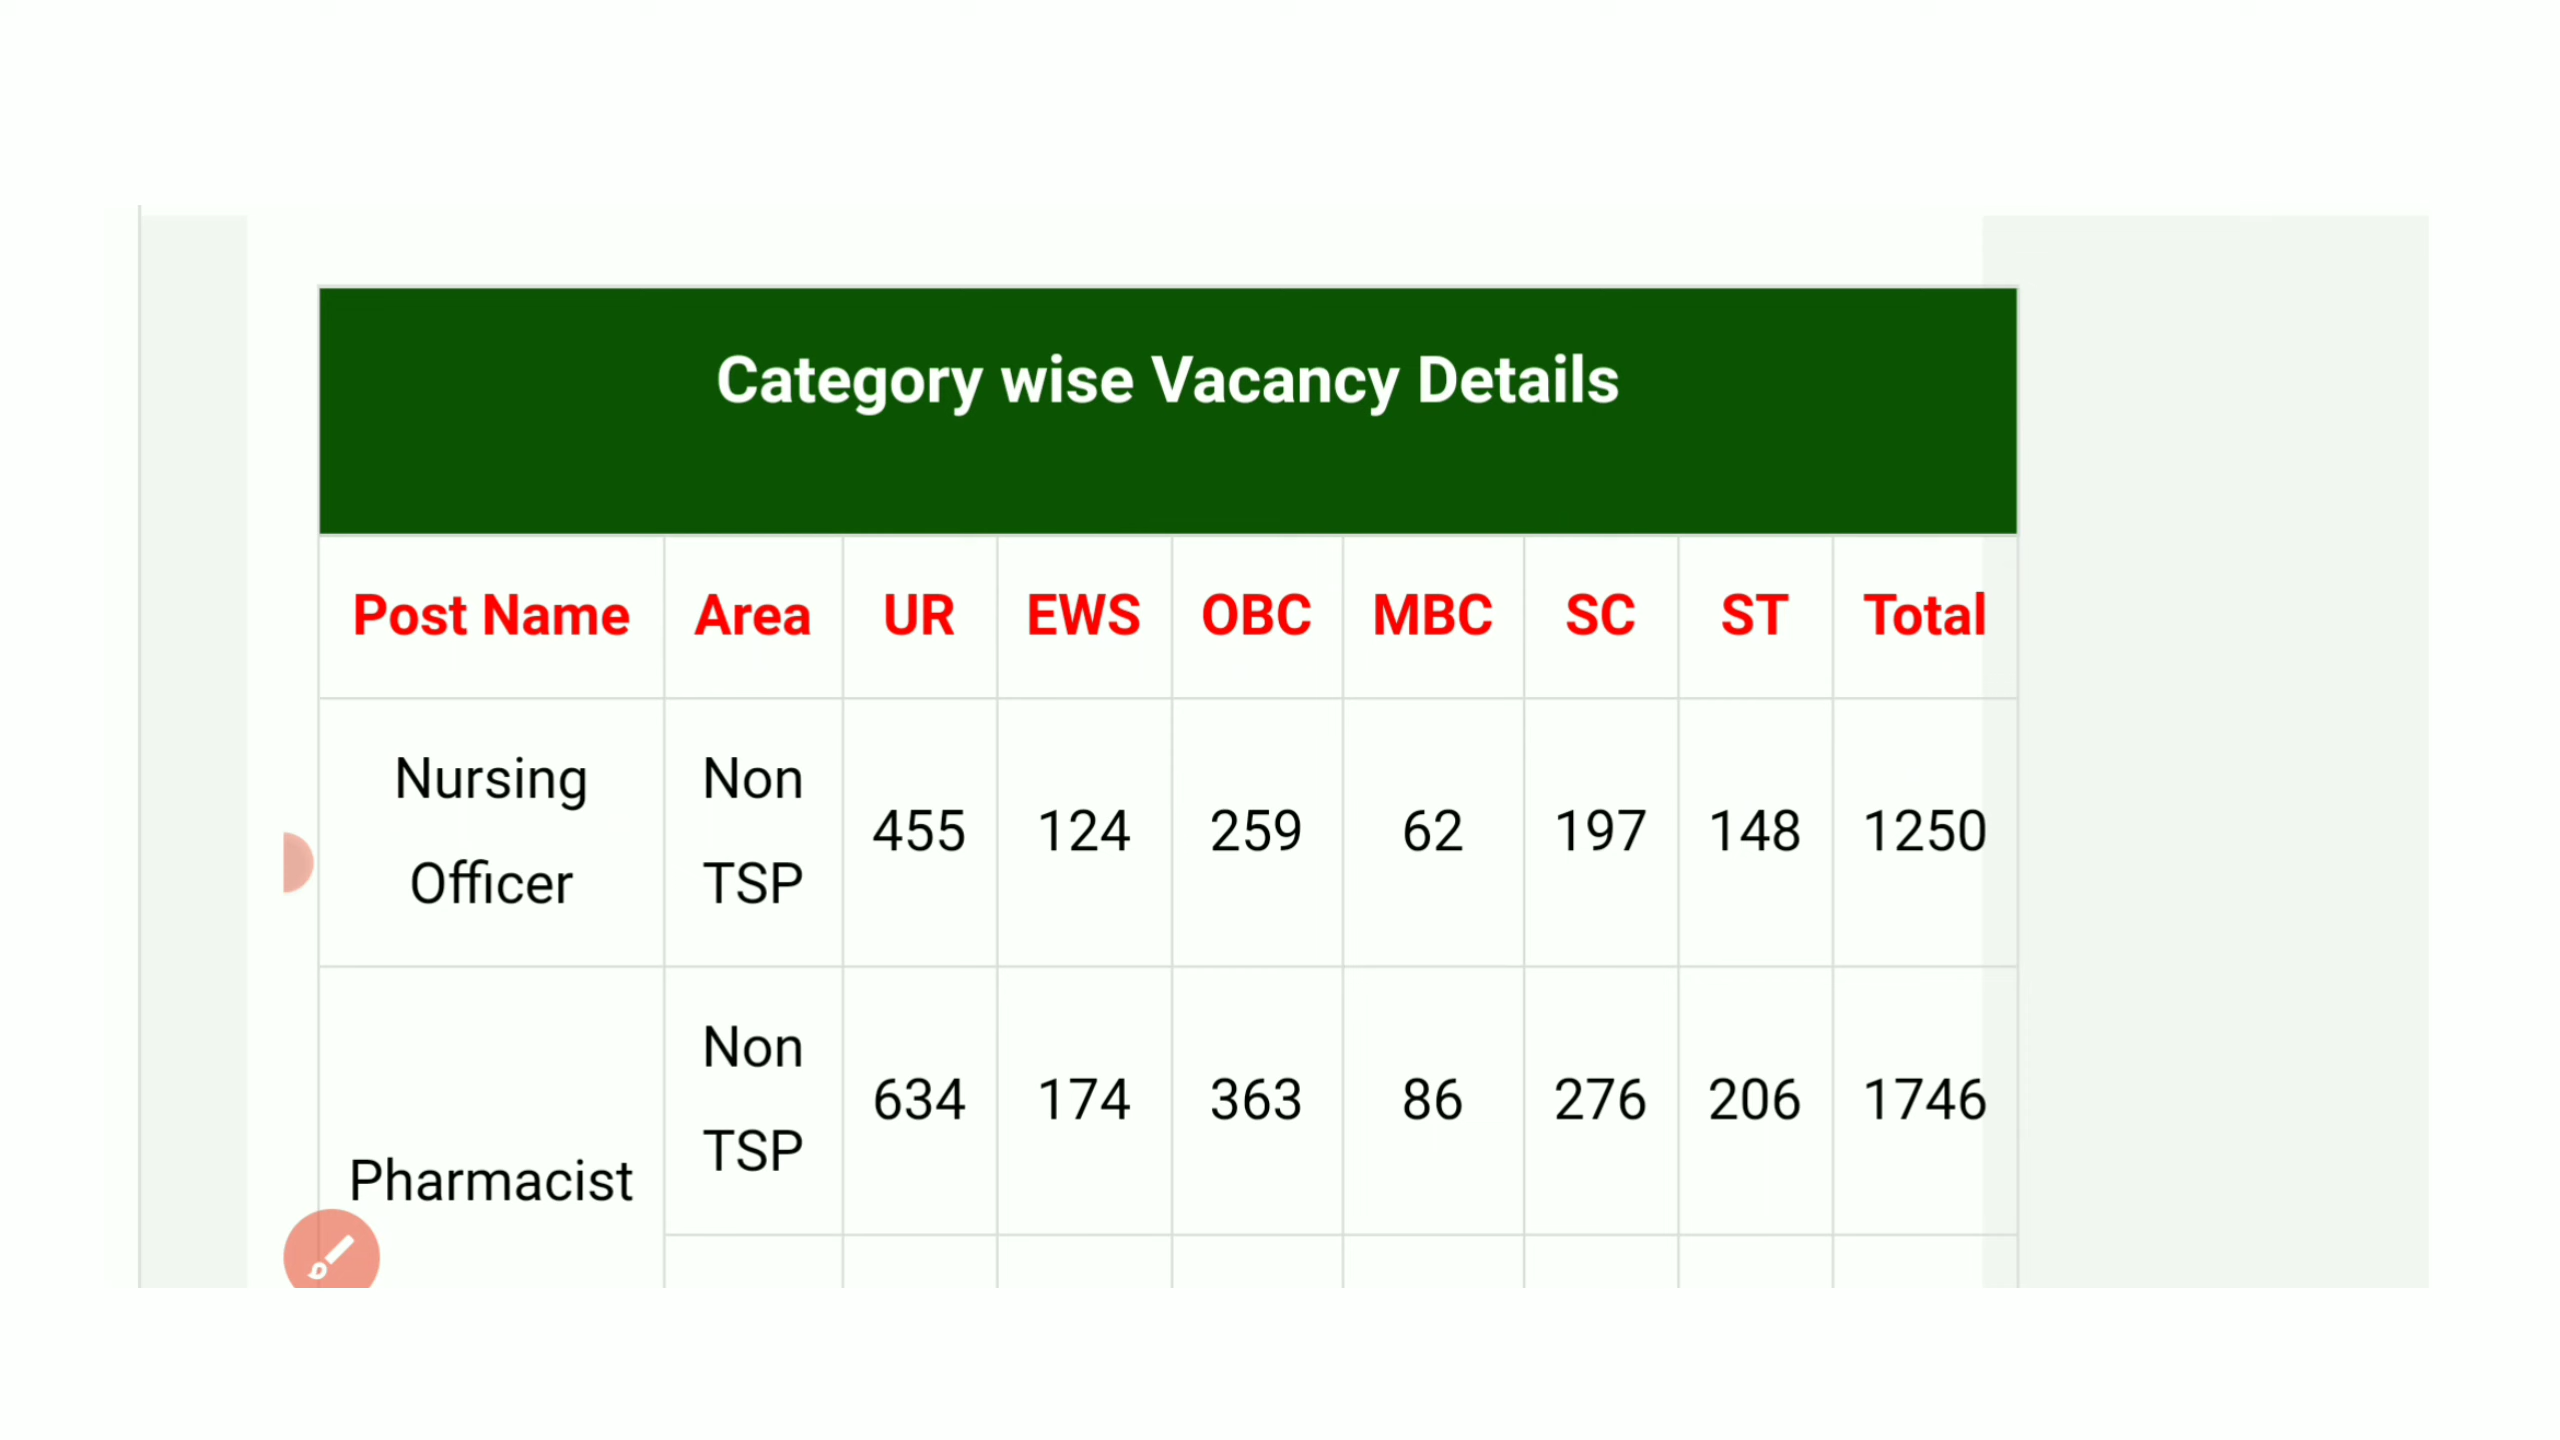 Category wise Vacancy Details
Post Name Area UR EWS OBC MBC SC ST Total
Nursing Officer Non TSP 455 124 259 62 197 148 1250
Pharmacist Non TSP 634 174 363 86 276 206 1746